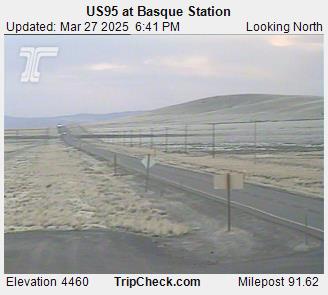 US95 at Basque Station
Updated: Mar 27 2025 6:41 PM Looking North
Elevation 4460 TripCheck.com Milepost 91.62